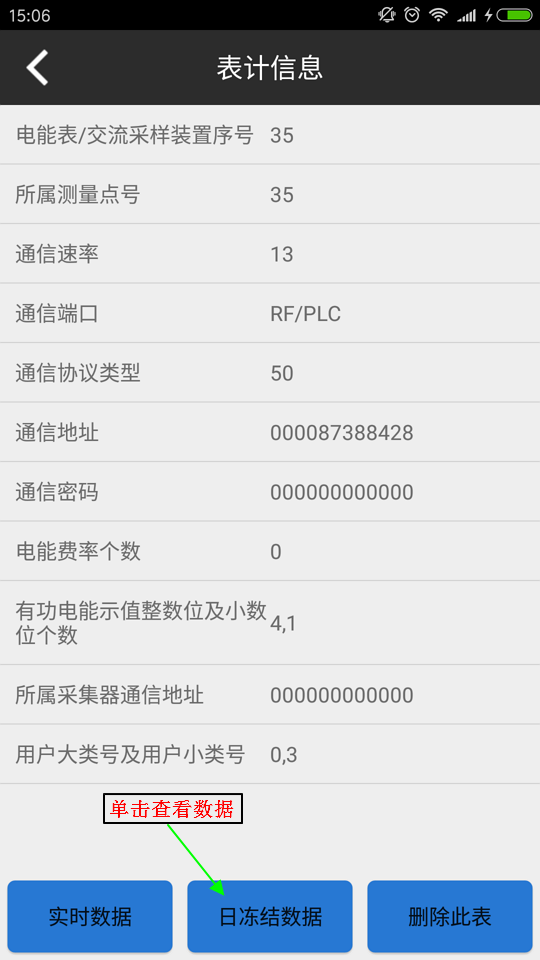 15:06
表计信息
电能表/交流采样装置序号 35
所属测量点号 35
通信速率 13
通信端口 RF/PLC
通信协议类型 50
通信地址 000087388428
通信密码 000000000000
电能费率个数 0
有功电能示值整数位及小数
位个数 4,1
所属采集器通信地址 000000000000
用户大类号及用户小类号 0,3
单击查看数据
实时数据 日冻结数据 删除此表